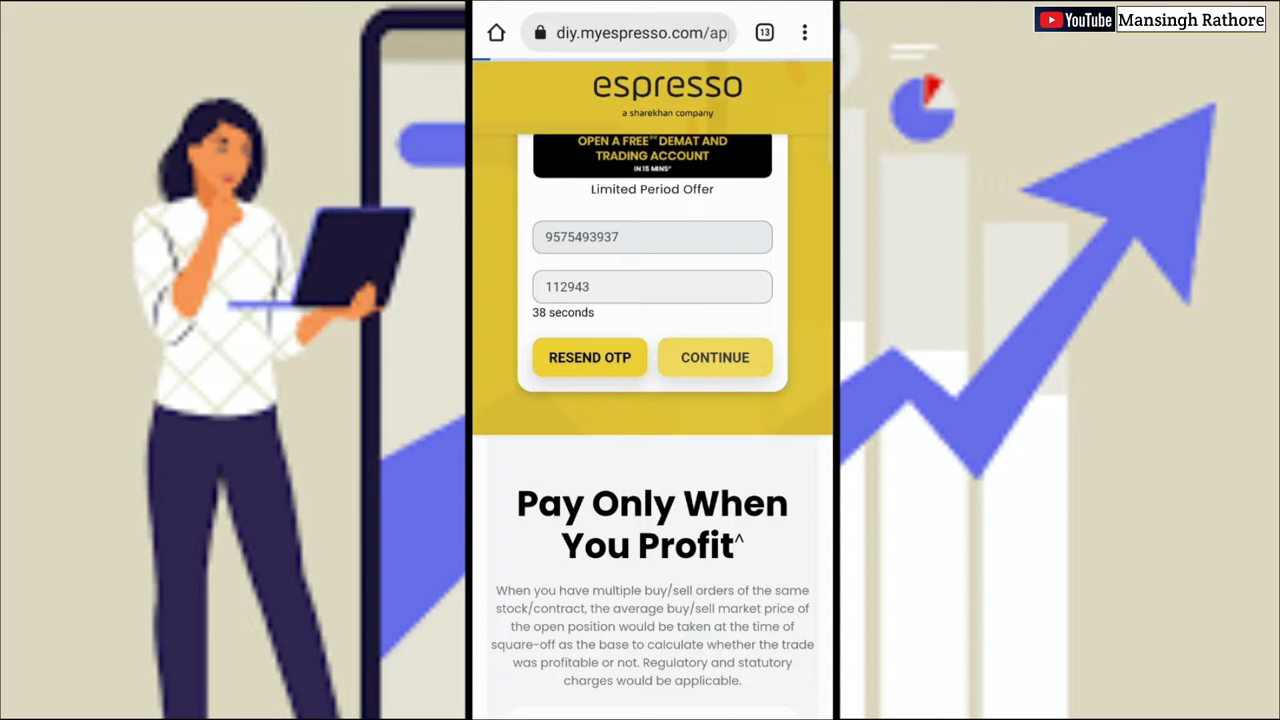 YouTube Mansingh Rathore
13
diy.myespresso.com/ap
espresso
a sharekhan company
OPEN A FREE** DEMAT AND
TRADING ACCOUNT
IN 15 MINS*
Limited Period Offer
9575493937
112943
38 seconds
RESEND OTP
CONTINUE
Pay Only When
You Profit^
When you have multiple buy/sell orders of the same
stock/contract, the average buy/sell market price of
the open position would be taken at the time of
square-off as the base to calculate whether the trade
was profitable or not. Regulatory and statutory
charges would be applicable.